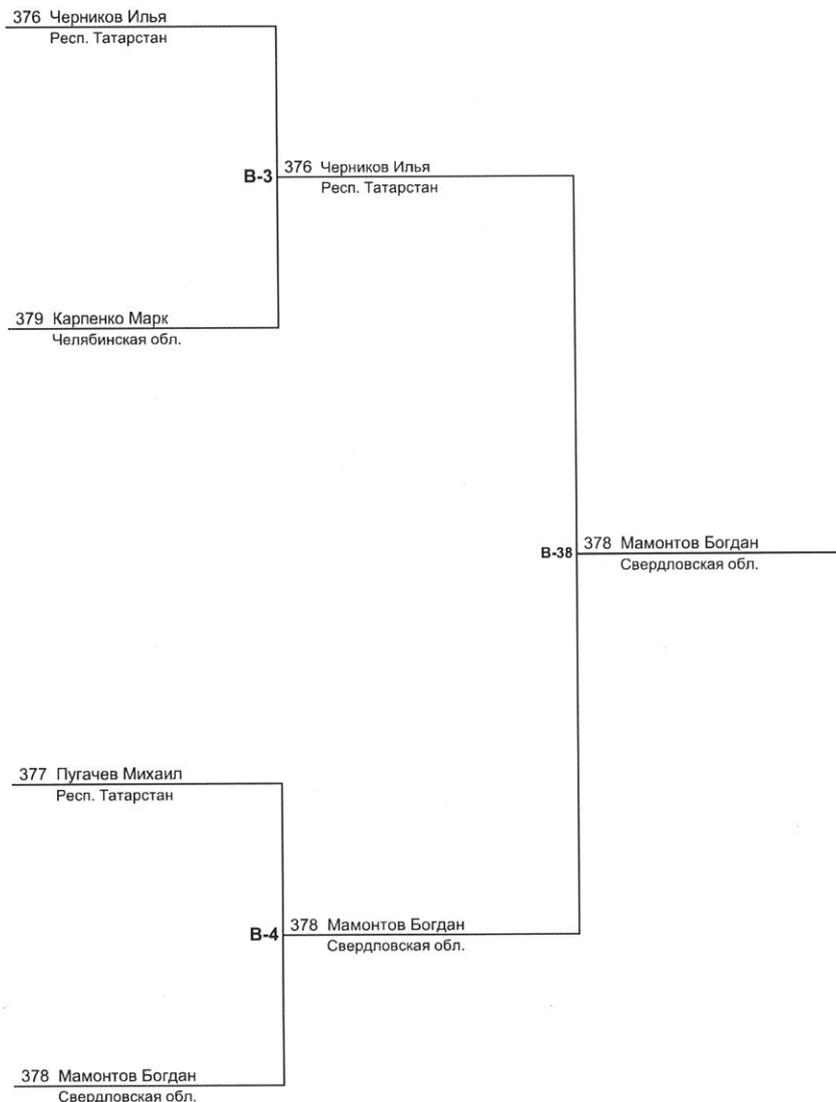 376 Черников Илья
Респ. Татарстан
B-3
376 Черников Илья
Респ. Татарстан
379 Карпенко Марк
Челябинская обл.
B-38
378 Мамонтов Богдан
Свердловская обл.
377 Пугачев Михаил
Респ. Татарстан
B-4
378 Мамонтов Богдан
Свердловская обл.
378 Мамонтов Богдан
Свердловская обл.